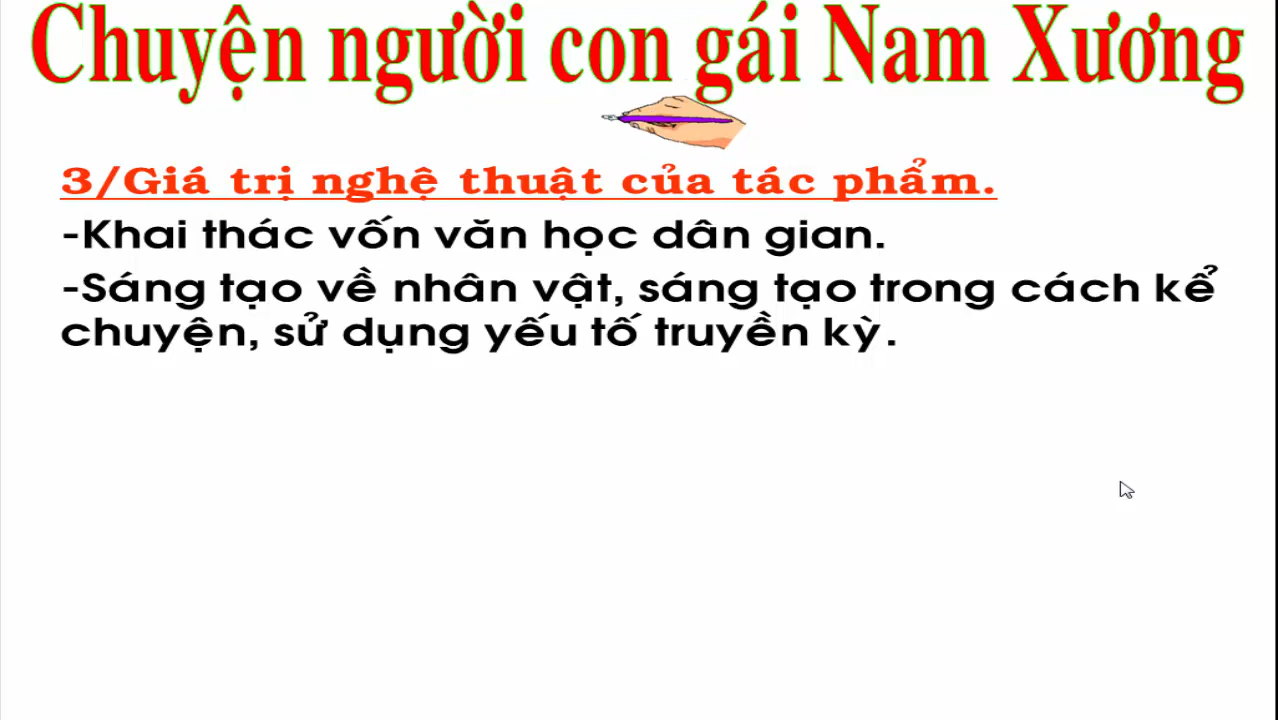 Chuyện người con gái Nam Xương
3/Giá trị nghệ thuật của tác phẩm.
-Khai thác vốn văn học dân gian.
-Sáng tạo về nhân vật, sáng tạo trong cách kể
chuyện, sử dụng yếu tố truyền kỳ.